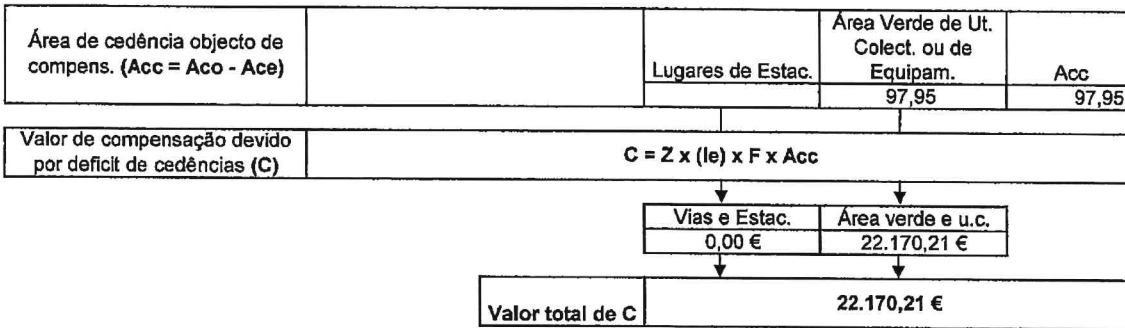 Área de cedência objecto de
compens. (Acc = Aco - Ace)
Lugares de Estac.
Área Verde de Ut.
Colect. ou de
Equipam.
Acc
97,95
97,95
Valor de compensação devido
por deficit de cedências (C)
C = Z x (Ie) x F x Acc
Vias e Estac.
Área verde e u.c.
0,00 €
22.170,21 €
Valor total de C
22.170,21 €